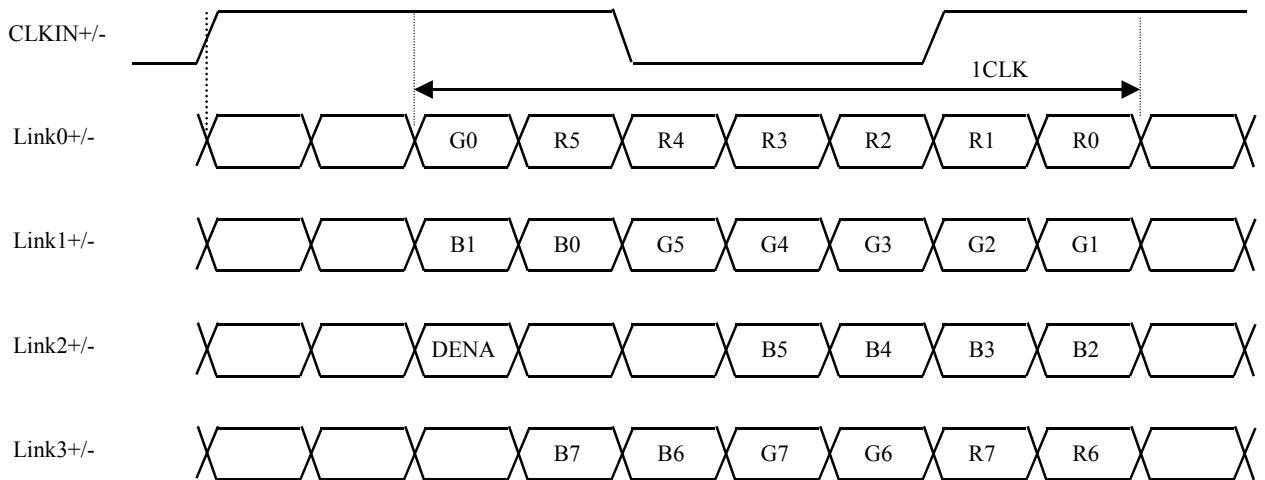 CLKIN+/-
1CLK
Link0+/- G0 R5 R4 R3 R2 R1 R0
Link1+/- B1 B0 G5 G4 G3 G2 G1
Link2+/- DENA B5 B4 B3 B2
Link3+/- B7 B6 G7 G6 R7 R6